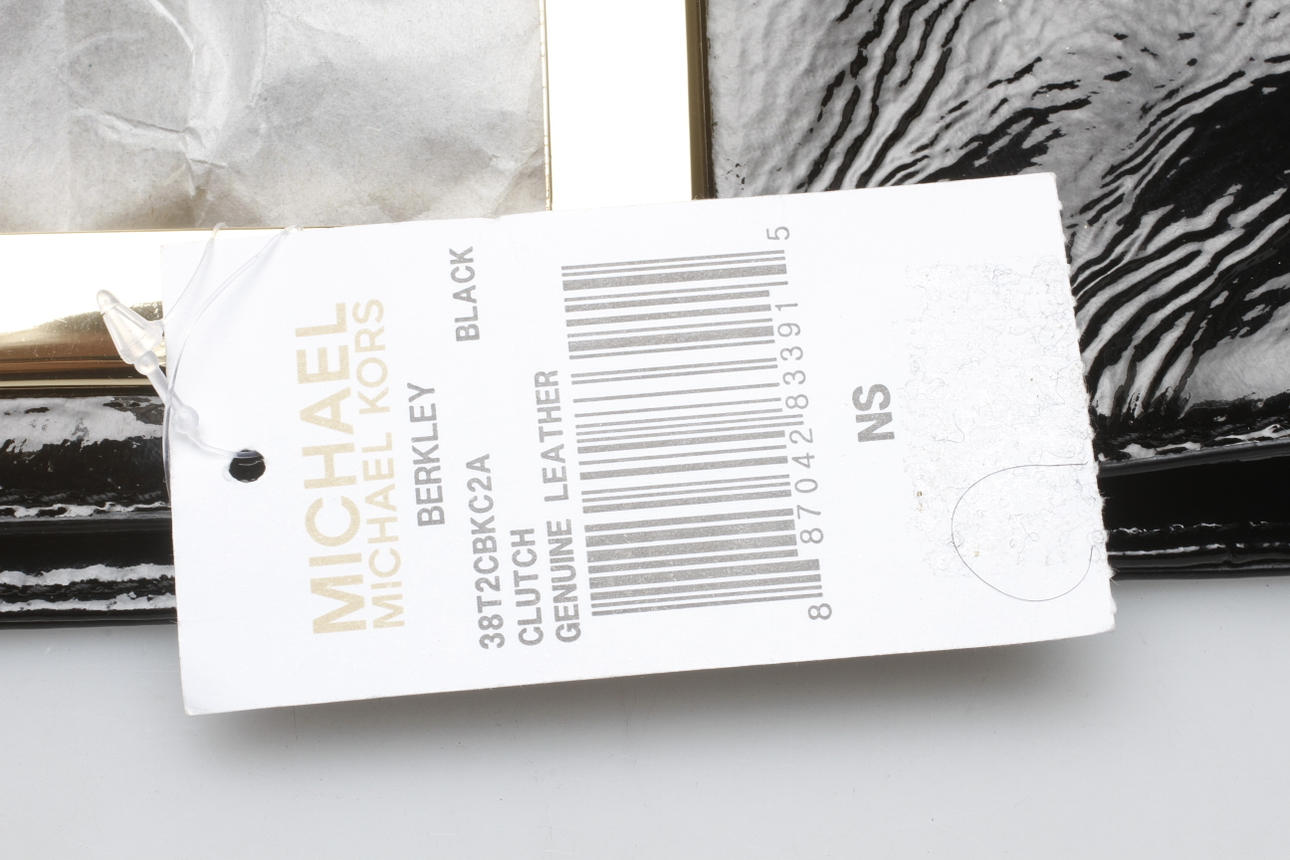 MICHAEL
MICHAEL KORS
BERKLEY
38T2CBKC2A BLACK
CLUTCH
GENUINE LEATHER
8 87042 83391 5
NS